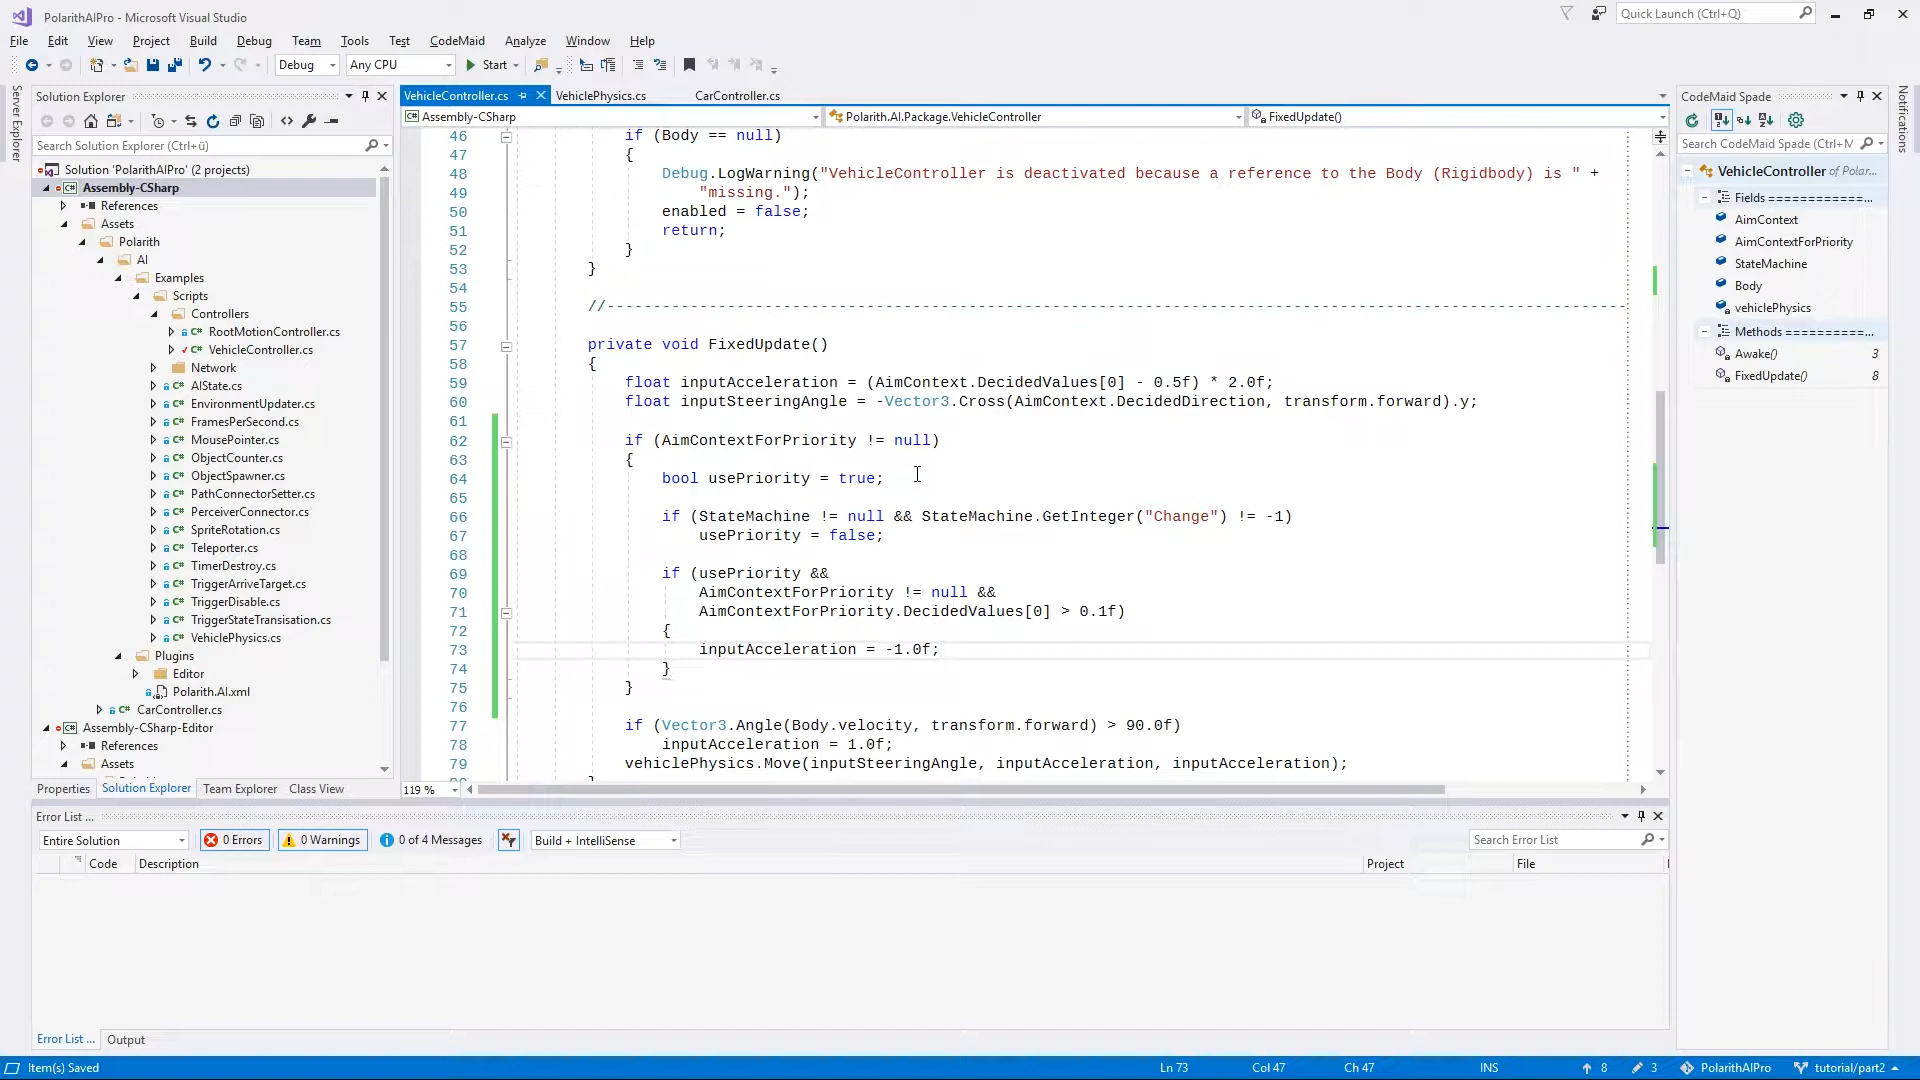 PolarithAIPro - Microsoft Visual Studio
Quick Launch (Ctrl+Q)
File Edit View Project Build Debug Team Tools Test CodeMaid Analyze Window Help
Debug Any CPU Start
Server Explorer
Solution Explorer
Search Solution Explorer (Ctrl+ü)
Solution 'PolarithAIPro' (2 projects)
Assembly-CSharp
References
Assets
Polarith
AI
Examples
Scripts
Controllers
RootMotionController.cs
VehicleController.cs
Network
AIState.cs
EnvironmentUpdater.cs
FramesPerSecond.cs
MousePointer.cs
ObjectCounter.cs
ObjectSpawner.cs
PathConnectorSetter.cs
PerceiverConnector.cs
SpriteRotation.cs
Teleporter.cs
TimerDestroy.cs
TriggerArriveTarget.cs
TriggerDisable.cs
TriggerStateTransisation.cs
VehiclePhysics.cs
Plugins
Editor
Polarith.AI.xml
CarController.cs
Assembly-CSharp-Editor
References
Assets
Properties Solution Explorer Team Explorer Class View
VehicleController.cs VehiclePhysics.cs CarController.cs
Assembly-CSharp Polarith.AI.Package.VehicleController FixedUpdate()
46 if (Body == null)
47 {
48 Debug.LogWarning("VehicleController is deactivated because a reference to the Body (Rigidbody) is " +
49 "missing.");
50 enabled = false;
51 return;
52 }
53 }
54
55 //--------------------------------------------------------------------------------------------------------------
56
57 private void FixedUpdate()
58 {
59 float inputAcceleration = (AimContext.DecidedValues[0] - 0.5f) * 2.0f;
60 float inputSteeringAngle = -Vector3.Cross(AimContext.DecidedDirection, transform.forward).y;
61
62 if (AimContextForPriority != null)
63 {
64 bool usePriority = true;
65
66 if (StateMachine != null && StateMachine.GetInteger("Change") != -1)
67 usePriority = false;
68
69 if (usePriority &&
70 AimContextForPriority != null &&
71 AimContextForPriority.DecidedValues[0] > 0.1f)
72 {
73 inputAcceleration = -1.0f;
74 }
75 }
76
77 if (Vector3.Angle(Body.velocity, transform.forward) > 90.0f)
78 inputAcceleration = 1.0f;
79 vehiclePhysics.Move(inputSteeringAngle, inputAcceleration, inputAcceleration);
119 %
CodeMaid Spade
Search CodeMaid Spade (Ctrl+M
VehicleController of Polar...
Fields ============...
AimContext
AimContextForPriority
StateMachine
Body
vehiclePhysics
Methods ==========...
Awake() 3
FixedUpdate() 8
Notifications
Error List ...
Entire Solution 0 Errors 0 Warnings 0 of 4 Messages Build + IntelliSense Search Error List
Code Description Project File
Error List ... Output
Item(s) Saved Ln 73 Col 47 Ch 47 INS 8 3 PolarithAIPro tutorial/part2